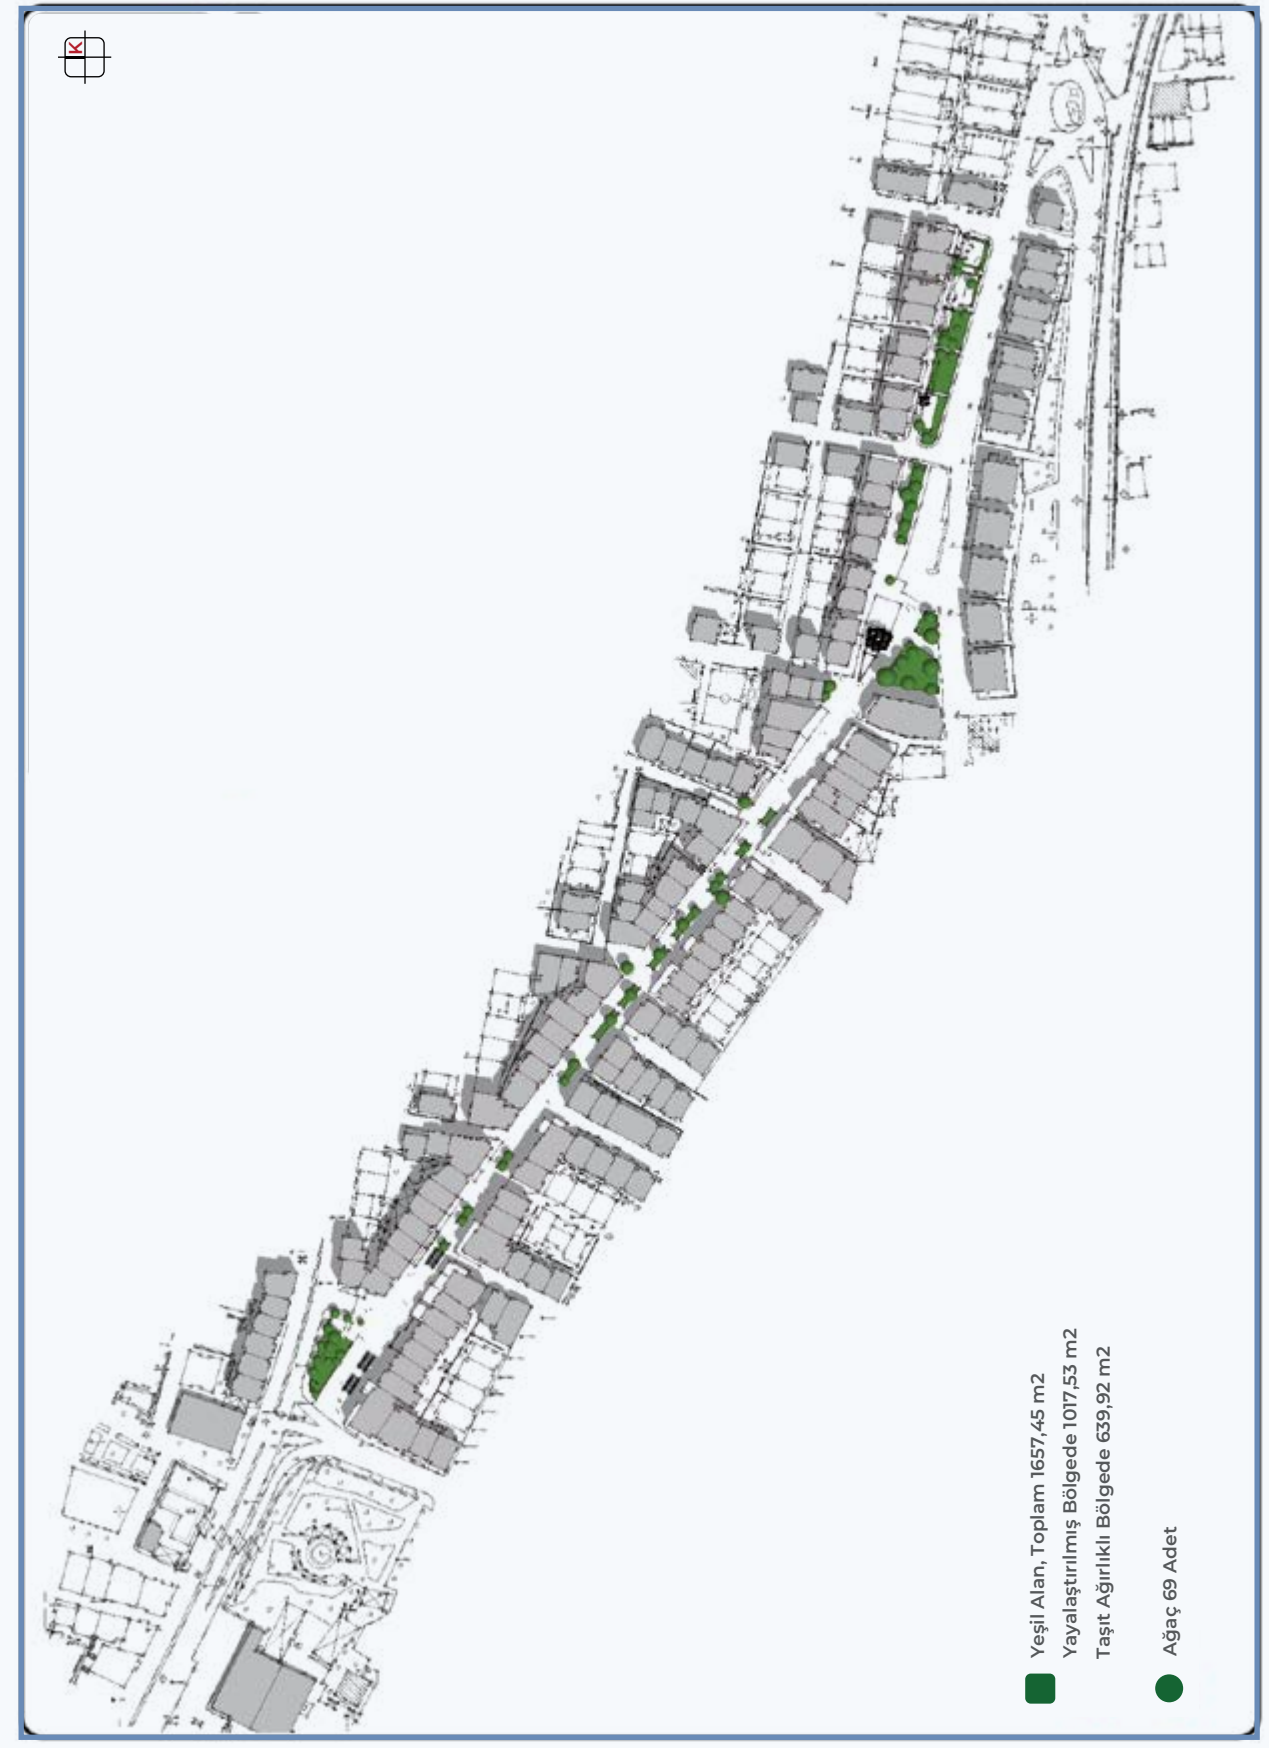 K
Yeşil Alan, Toplam 1657,45 m2
Yayalaştırılmış Bölgede 1017,53 m2
Taşıt Ağırlıklı Bölgede 639,92 m2
Ağaç 69 Adet